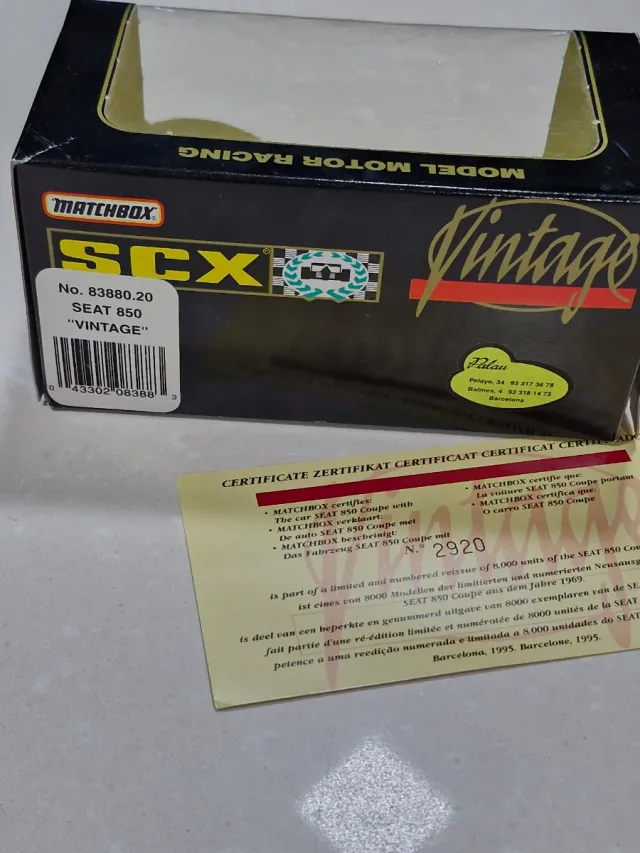 MODEL MOTOR RACING
MATCHBOX
SCX
Vintage
No. 83880.20
SEAT 850
"VINTAGE"
0 43302 08388 3
Palau
Pelayo, 34 93 317 36 78
Balmes, 4 93 318 14 73
Barcelona
CERTIFICATE ZERTIFIKAT CERTIFICAAT CERTIFICAT CERTIFICADO
• MATCHBOX certifies:
The car SEAT 850 Coupe with
• MATCHBOX verklaart:
De auto SEAT 850 Coupe met
• MATCHBOX bescheinigt:
Das Fahrzeug SEAT 850 Coupe mit
• MATCHBOX certifie que:
La voiture SEAT 850 Coupe portant
• MATCHBOX certifica que:
O carro SEAT 850 Coupe
N.° 2920
Vintage
is part of a limited and numbered reissue of 8.000 units of the SEAT 850
ist eines von 8000 Modellen der limitierten und numerierten
SEAT 850 Coupe aus dem Jahre 1969.
is deel van een beperkte en genummerd uitgave van 8000 exemplaren van de
fait partie d'une ré-édition limitée et numérotée de 8000 unités de la SEAT
petence a uma reedição numerada e limitada a 8.000 unidades do SEAT
Barcelona, 1995. Barcelone, 1995.